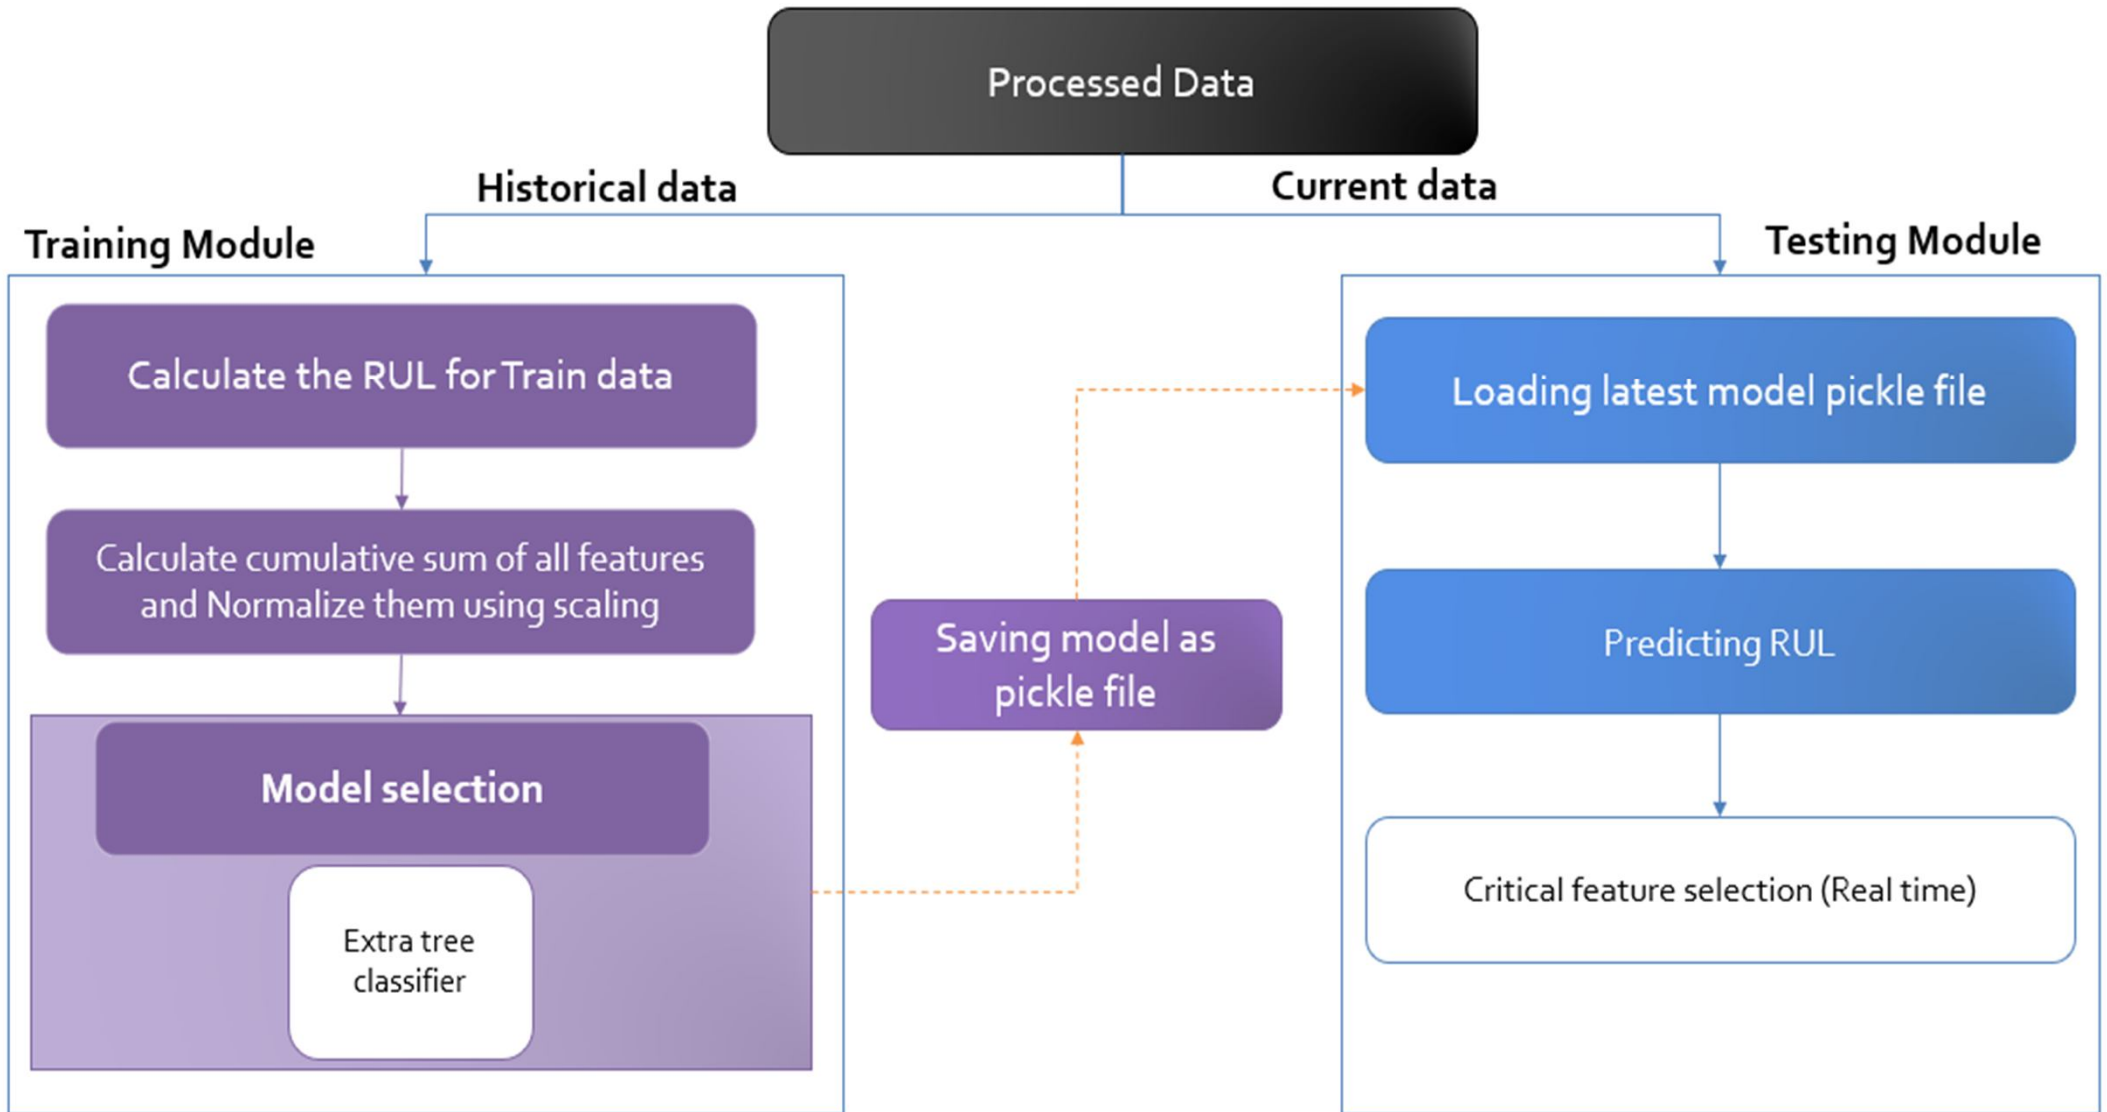 Processed Data
Historical data
Current data
Training Module
Testing Module
Calculate the RUL for Train data
Calculate cumulative sum of all features
and Normalize them using scaling
Model selection
Extra tree
classifier
Saving model as
pickle file
Loading latest model pickle file
Predicting RUL
Critical feature selection (Real time)